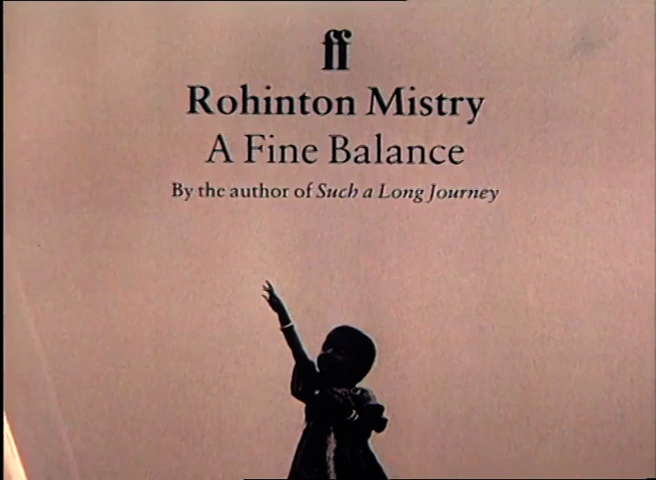 ff
Rohinton Mistry
A Fine Balance
By the author of Such a Long Journey